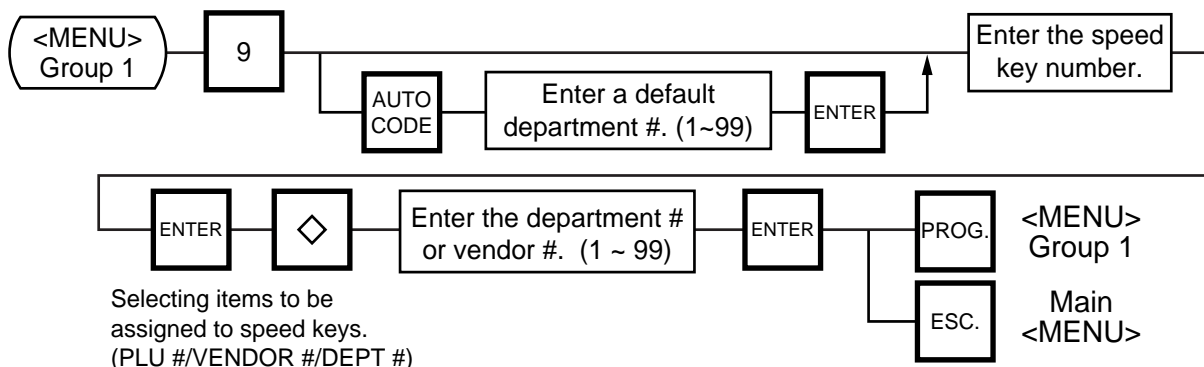 <MENU>
Group 1
9
AUTO
CODE
Enter a default
department #. (1~99)
ENTER
Enter the speed
key number.
ENTER
◇
Enter the department #
or vendor #. (1 ~ 99)
ENTER
PROG.
<MENU>
Group 1
ESC.
Main
<MENU>
Selecting items to be
assigned to speed keys.
(PLU #/VENDOR #/DEPT #)